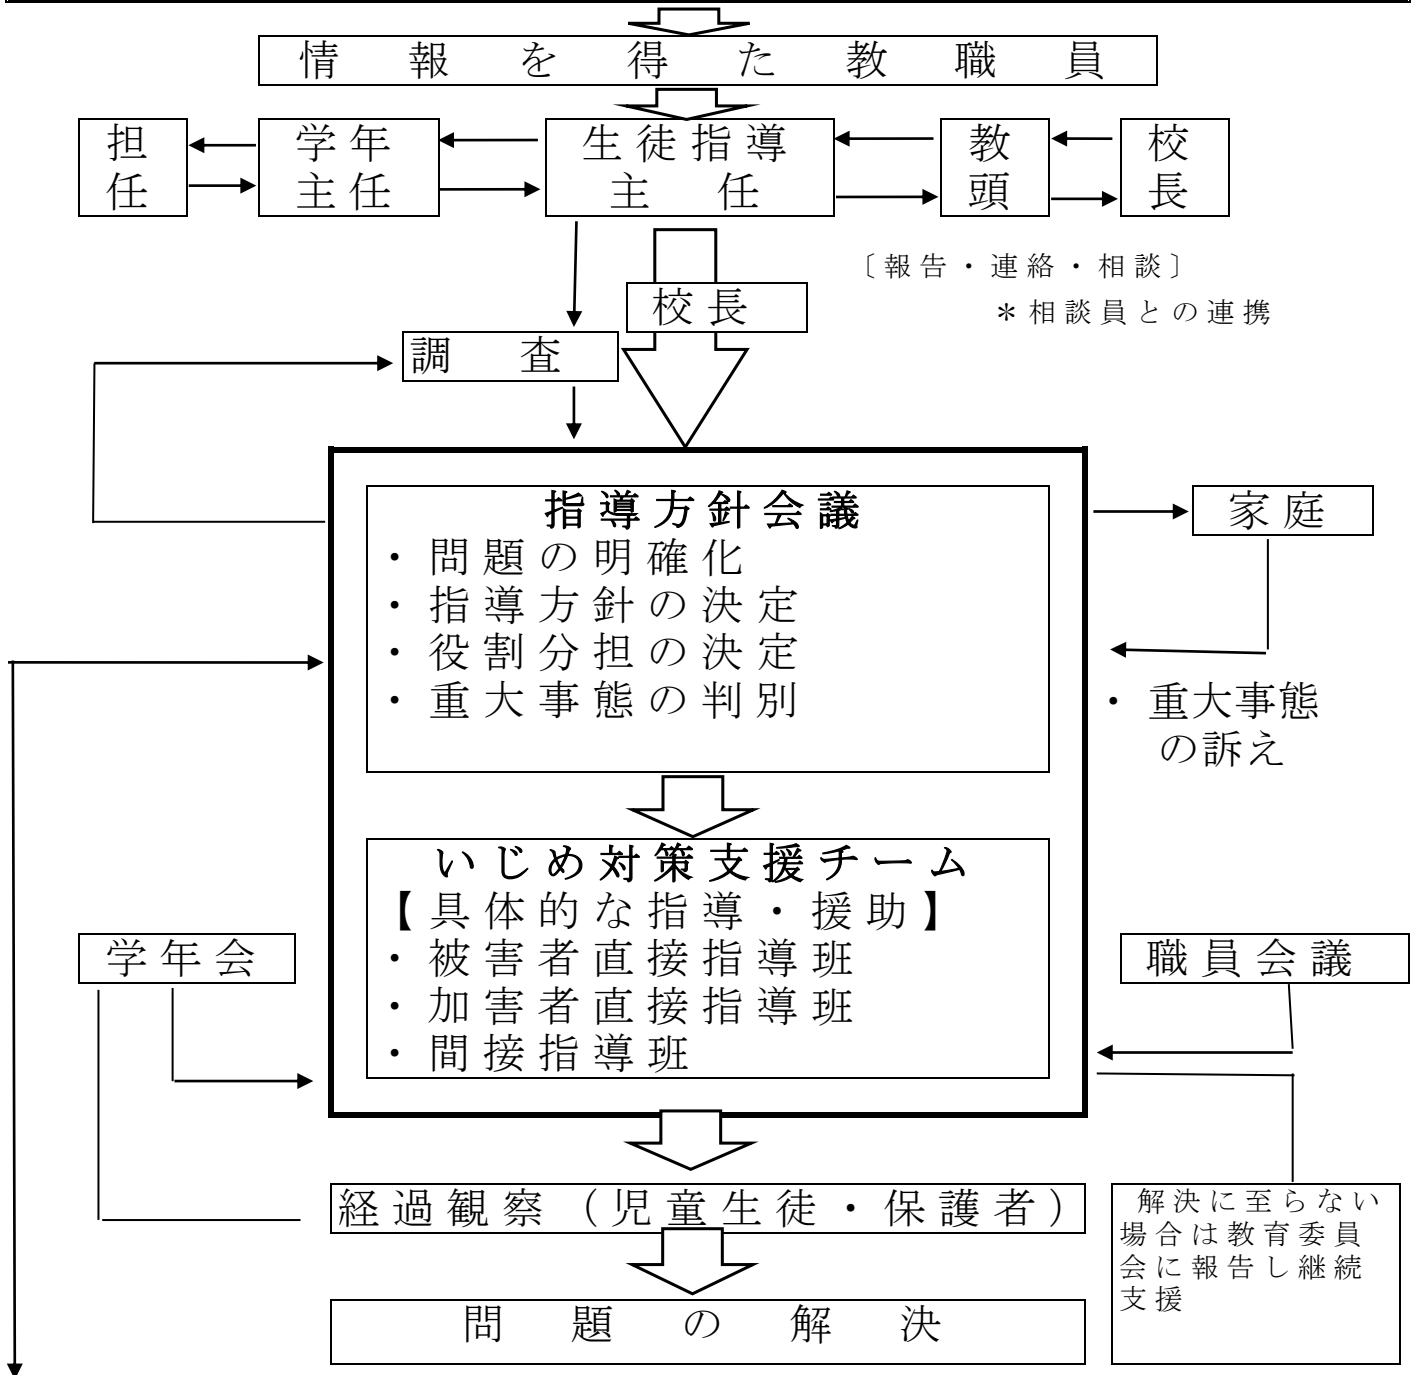 情報を得た教職員
担任
学年主任
生徒指導主任
教頭
校長
〔報告・連絡・相談〕
＊相談員との連携
校長
調査
指導方針会議
・問題の明確化
・指導方針の決定
・役割分担の決定
・重大事態の判別
家庭
・重大事態
の訴え
いじめ対策支援チーム
【具体的な指導・援助】
・被害者直接指導班
・加害者直接指導班
・間接指導班
学年会
職員会議
経過観察（児童生徒・保護者）
解決に至らない
場合は教育委員
会に報告し継続
支援
問題の解決